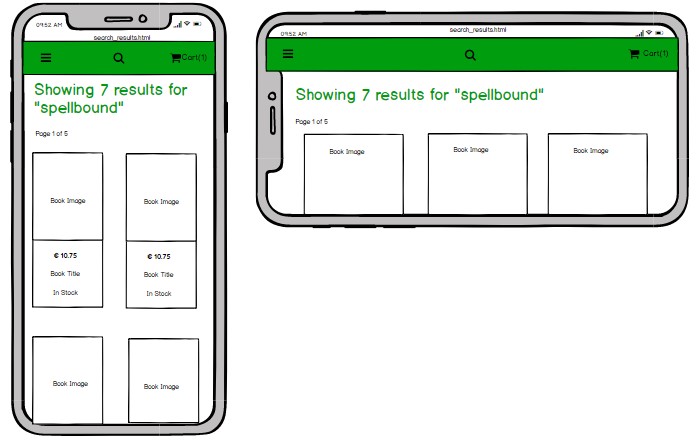 09:52 AM
search_results.html
Cart(1)
Showing 7 results for
"spellbound"
Page 1 of 5
Book Image
Book Image
€ 10.75
€ 10.75
Book Title
Book Title
In Stock
In Stock
Book Image
Book Image
09:52 AM
search_results.html
Cart(1)
Showing 7 results for "spellbound"
Page 1 of 5
Book Image
Book Image
Book Image